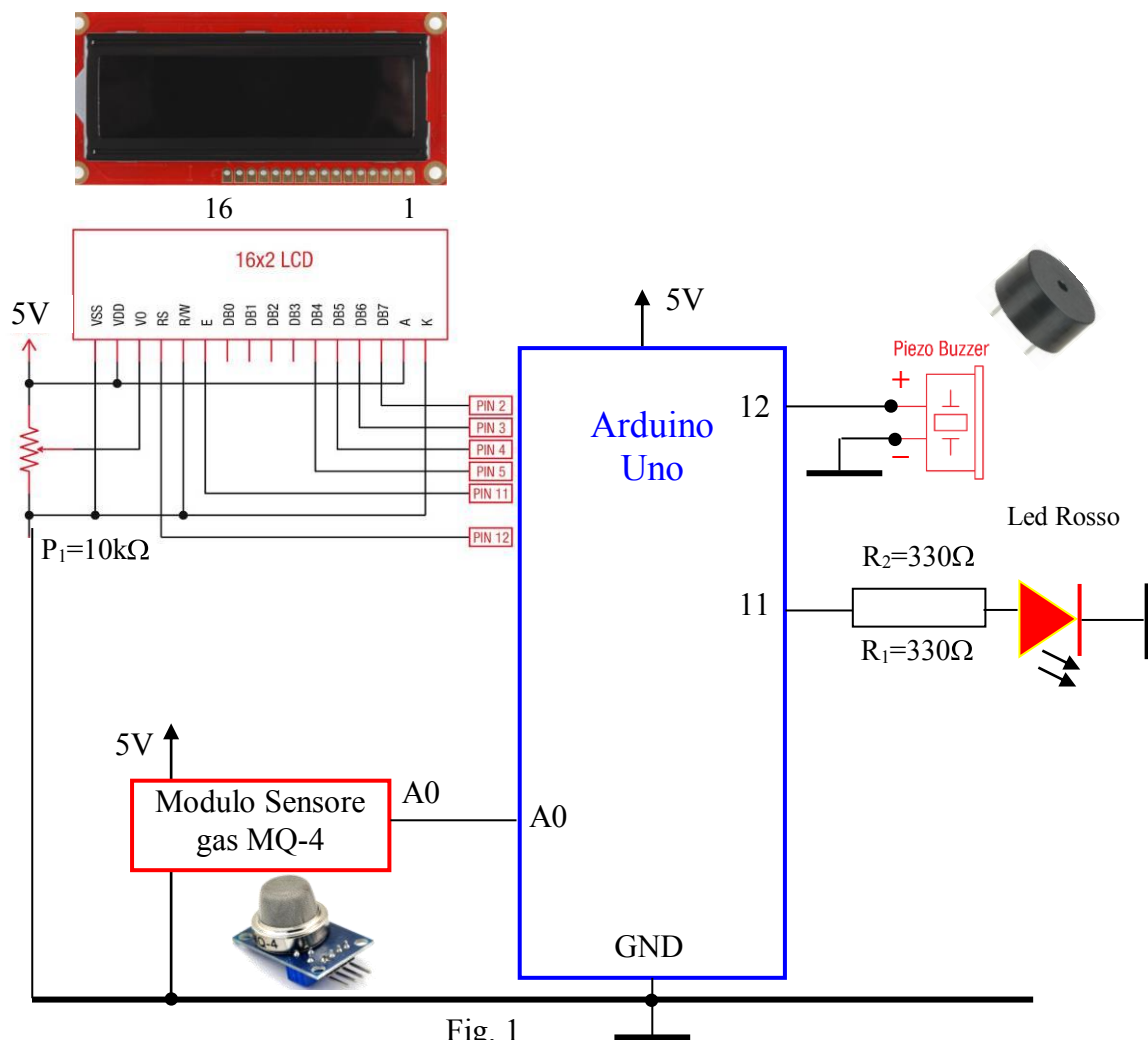 16 1
16x2 LCD
VSS
VDD
VO
RS
R/W
E
DB0
DB1
DB2
DB3
DB4
DB5
DB6
DB7
A
K
5V
5V
PIN 2
PIN 3
PIN 4
PIN 5
PIN 11
PIN 12
P₁=10kΩ
Arduino
Uno
12
Piezo Buzzer
+
−
Led Rosso
11
R₂=330Ω
R₁=330Ω
5V
Modulo Sensore
gas MQ-4
A0
A0
GND
Fig. 1